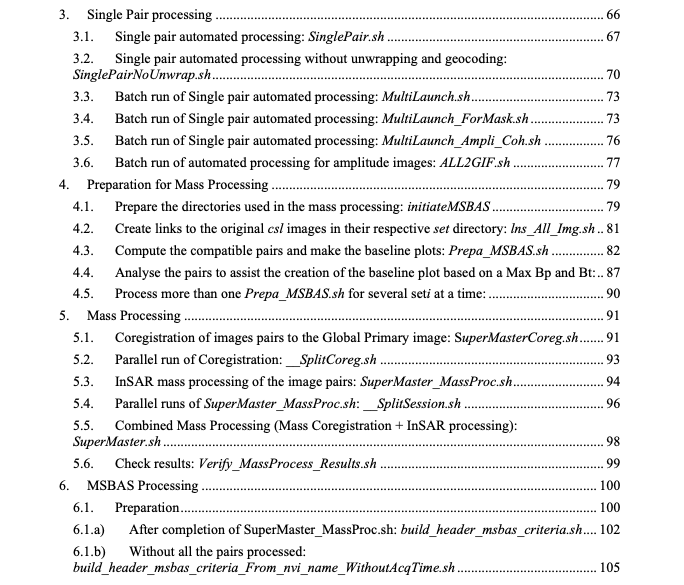 3. Single Pair processing ........ 66
3.1. Single pair automated processing: SinglePair.sh ........ 67
3.2. Single pair automated processing without unwrapping and geocoding:
SinglePairNoUnwrap.sh ........ 70
3.3. Batch run of Single pair automated processing: MultiLaunch.sh ........ 73
3.4. Batch run of Single pair automated processing: MultiLaunch_ForMask.sh ........ 73
3.5. Batch run of Single pair automated processing: MultiLaunch_Ampli_Coh.sh ........ 76
3.6. Batch run of automated processing for amplitude images: ALL2GIF.sh ........ 77
4. Preparation for Mass Processing ........ 79
4.1. Prepare the directories used in the mass processing: initiateMSBAS ........ 79
4.2. Create links to the original csl images in their respective set directory: lns_All_Img.sh .. 81
4.3. Compute the compatible pairs and make the baseline plots: Prepa_MSBAS.sh ........ 82
4.4. Analyse the pairs to assist the creation of the baseline plot based on a Max Bp and Bt: .. 87
4.5. Process more than one Prepa_MSBAS.sh for several seti at a time: ........ 90
5. Mass Processing ........ 91
5.1. Coregistration of images pairs to the Global Primary image: SuperMasterCoreg.sh ....... 91
5.2. Parallel run of Coregistration: __SplitCoreg.sh ........ 93
5.3. InSAR mass processing of the image pairs: SuperMaster_MassProc.sh ........ 94
5.4. Parallel runs of SuperMaster_MassProc.sh: __SplitSession.sh ........ 96
5.5. Combined Mass Processing (Mass Coregistration + InSAR processing):
SuperMaster.sh ........ 98
5.6. Check results: Verify_MassProcess_Results.sh ........ 99
6. MSBAS Processing ........ 100
6.1. Preparation ........ 100
6.1.a) After completion of SuperMaster_MassProc.sh: build_header_msbas_criteria.sh .... 102
6.1.b) Without all the pairs processed:
build_header_msbas_criteria_From_nvi_name_WithoutAcqTime.sh ........ 105